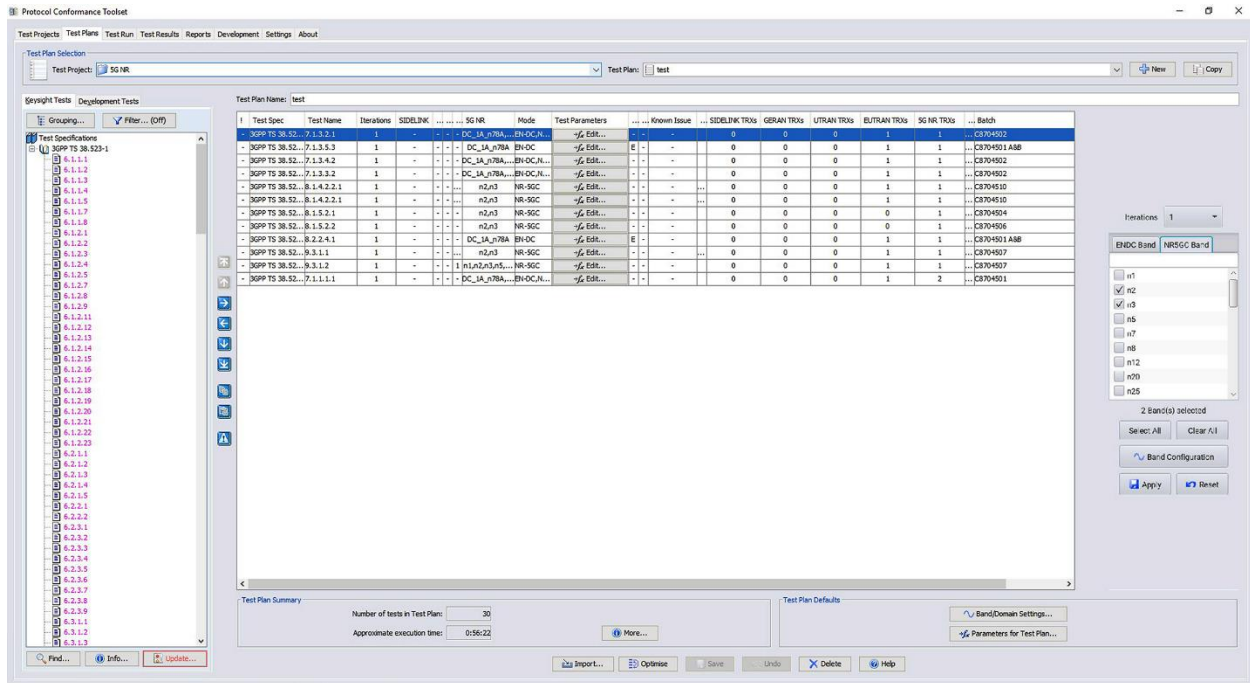 Protocol Conformance Toolset
Test Projects Test Plans Test Run Test Results Reports Development Settings About
Test Plan Selection
Test Project: 5G NR Test Plan: test New Copy
Keysight Tests Development Tests
Test Plan Name: test
Grouping... Filter... (Off)
Test Specifications
3GPP TS 38.523-1
6.1.1.1
6.1.1.2
6.1.1.3
6.1.1.4
6.1.1.5
6.1.1.7
6.1.1.8
6.1.2.1
6.1.2.2
6.1.2.3
6.1.2.4
6.1.2.5
6.1.2.7
6.1.2.8
6.1.2.9
6.1.2.11
6.1.2.12
6.1.2.13
6.1.2.14
6.1.2.15
6.1.2.16
6.1.2.17
6.1.2.18
6.1.2.19
6.1.2.20
6.1.2.21
6.1.2.22
6.1.2.23
6.2.1.1
6.2.1.2
6.2.1.3
6.2.1.4
6.2.1.5
6.2.2.1
6.2.2.2
6.2.3.1
6.2.3.2
6.2.3.3
6.2.3.4
6.2.3.5
6.2.3.6
6.2.3.7
6.2.3.8
6.2.3.9
6.3.1.1
6.3.1.2
6.3.1.3
Find... Info... Update...
! Test Spec Test Name Iterations SIDELINK ... ... ... 5G NR Mode Test Parameters ... ... Known Issue ... SIDELINK TRXs GERAN TRXs UTRAN TRXs EUTRAN TRXs 5G NR TRXs ... Batch
- 3GPP TS 38.52... 7.1.3.2.1 1 - - - - DC_1A_n78A,... EN-DC,N... Edit... - - - 0 0 0 1 1 ... C8704502
- 3GPP TS 38.52... 7.1.3.5.3 1 - - - - DC_1A_n78A EN-DC Edit... E - - 0 0 0 1 1 ... C8704501 A&B
- 3GPP TS 38.52... 7.1.3.4.2 1 - - - - DC_1A_n78A,... EN-DC,N... Edit... - - - 0 0 0 1 1 ... C8704502
- 3GPP TS 38.52... 7.1.3.3.2 1 - - - - DC_1A_n78A,... EN-DC,N... Edit... - - - 0 0 0 1 1 ... C8704502
- 3GPP TS 38.52... 8.1.4.2.2.1 1 - - - ... n2,n3 NR-5GC Edit... - - - ... 0 0 0 1 1 ... C8704510
- 3GPP TS 38.52... 8.1.4.2.2.1 1 - - - ... n2,n3 NR-5GC Edit... - - - ... 0 0 0 1 1 ... C8704510
- 3GPP TS 38.52... 8.1.5.2.1 1 - - - - n2,n3 NR-5GC Edit... - - - 0 0 0 0 1 ... C8704504
- 3GPP TS 38.52... 8.1.5.2.2 1 - - - - n2,n3 NR-5GC Edit... - - - 0 0 0 0 1 ... C8704506
- 3GPP TS 38.52... 8.2.2.4.1 1 - - - - DC_1A_n78A EN-DC Edit... E - - 0 0 0 1 1 ... C8704501 A&B
- 3GPP TS 38.52... 9.3.1.1 1 - - - ... n2,n3 NR-5GC Edit... - - - ... 0 0 0 1 1 ... C8704507
- 3GPP TS 38.52... 9.3.1.2 1 - - - 1 n1,n2,n3,n5,... NR-5GC Edit... - - - 0 0 0 1 1 ... C8704507
- 3GPP TS 38.52... 7.1.1.1.1 1 - - - - DC_1A_n78A,... EN-DC,N... Edit... - - - 0 0 0 1 2 ... C8704501
Iterations 1
ENDC Band NR5GC Band
n1
n2
n3
n5
n7
n8
n12
n20
n25
2 Band(s) selected
Select All Clear All
Band Configuration
Apply Reset
Test Plan Summary
Number of tests in Test Plan: 30
Approximate execution time: 0:56:22 More...
Test Plan Defaults
Band/Domain Settings...
Parameters for Test Plan...
Import... Optimise Save Undo Delete Help